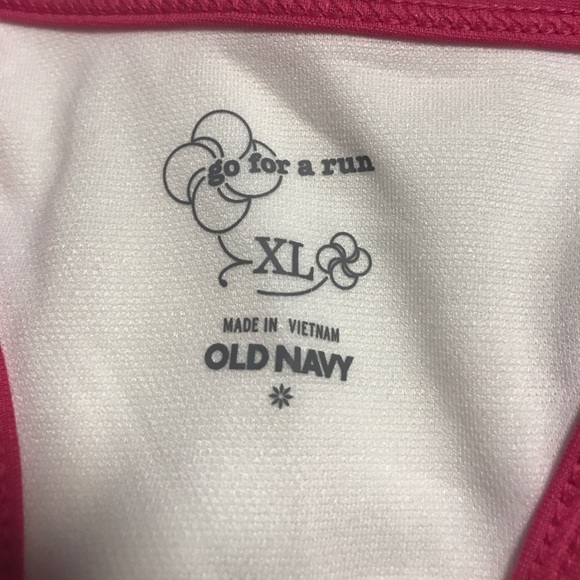 go for a run
XL
MADE IN VIETNAM
OLD NAVY